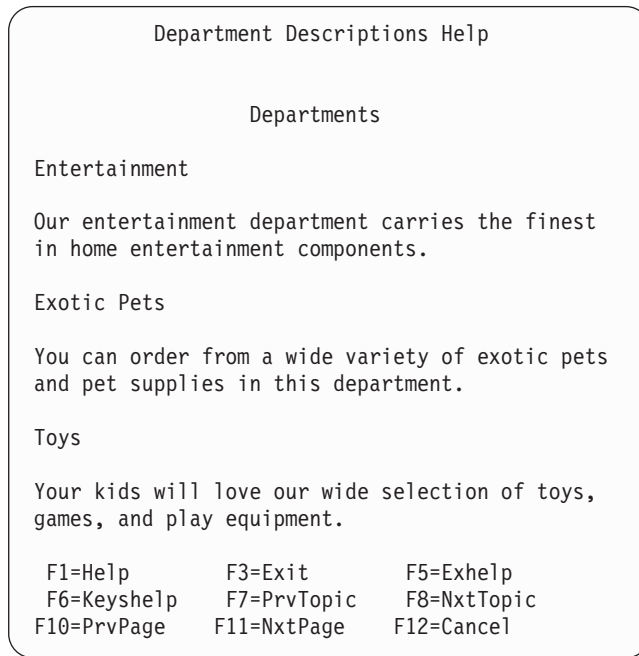 Department Descriptions Help
Departments
Entertainment
Our entertainment department carries the finest
in home entertainment components.
Exotic Pets
You can order from a wide variety of exotic pets
and pet supplies in this department.
Toys
Your kids will love our wide selection of toys,
games, and play equipment.
F1=Help F3=Exit F5=Exhelp
F6=Keyshelp F7=PrvTopic F8=NxtTopic
F10=PrvPage F11=NxtPage F12=Cancel